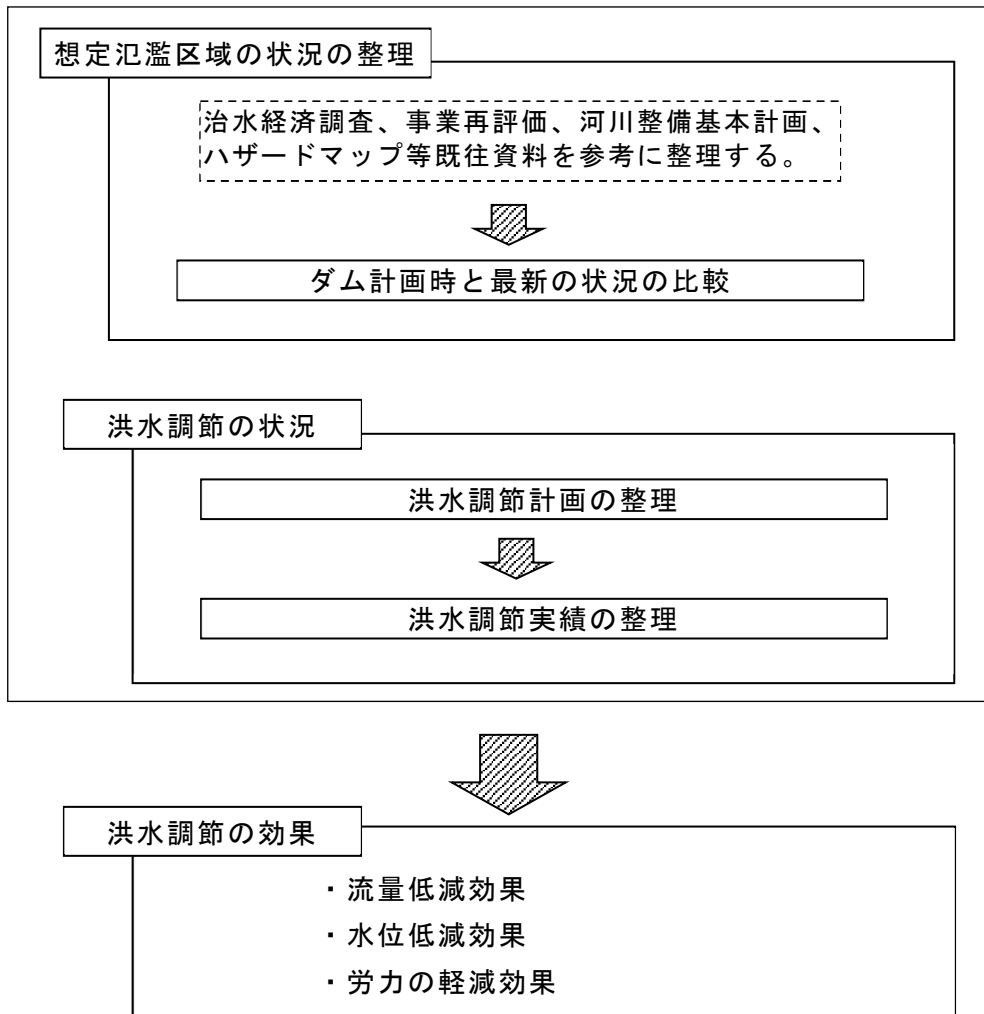 想定氾濫区域の状況の整理
治水経済調査、事業再評価、河川整備基本計画、
ハザードマップ等既往資料を参考に整理する。
ダム計画時と最新の状況の比較
洪水調節の状況
洪水調節計画の整理
洪水調節実績の整理
洪水調節の効果
・流量低減効果
・水位低減効果
・労力の軽減効果